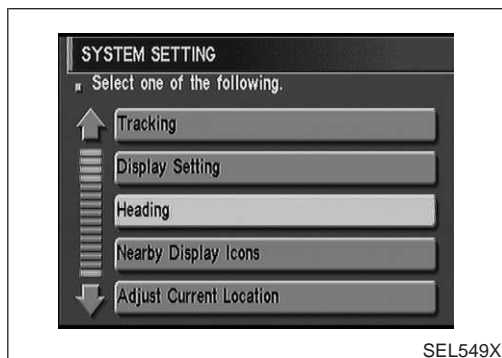 SYSTEM SETTING
Select one of the following.
Tracking
Display Setting
Heading
Nearby Display Icons
Adjust Current Location
SEL549X